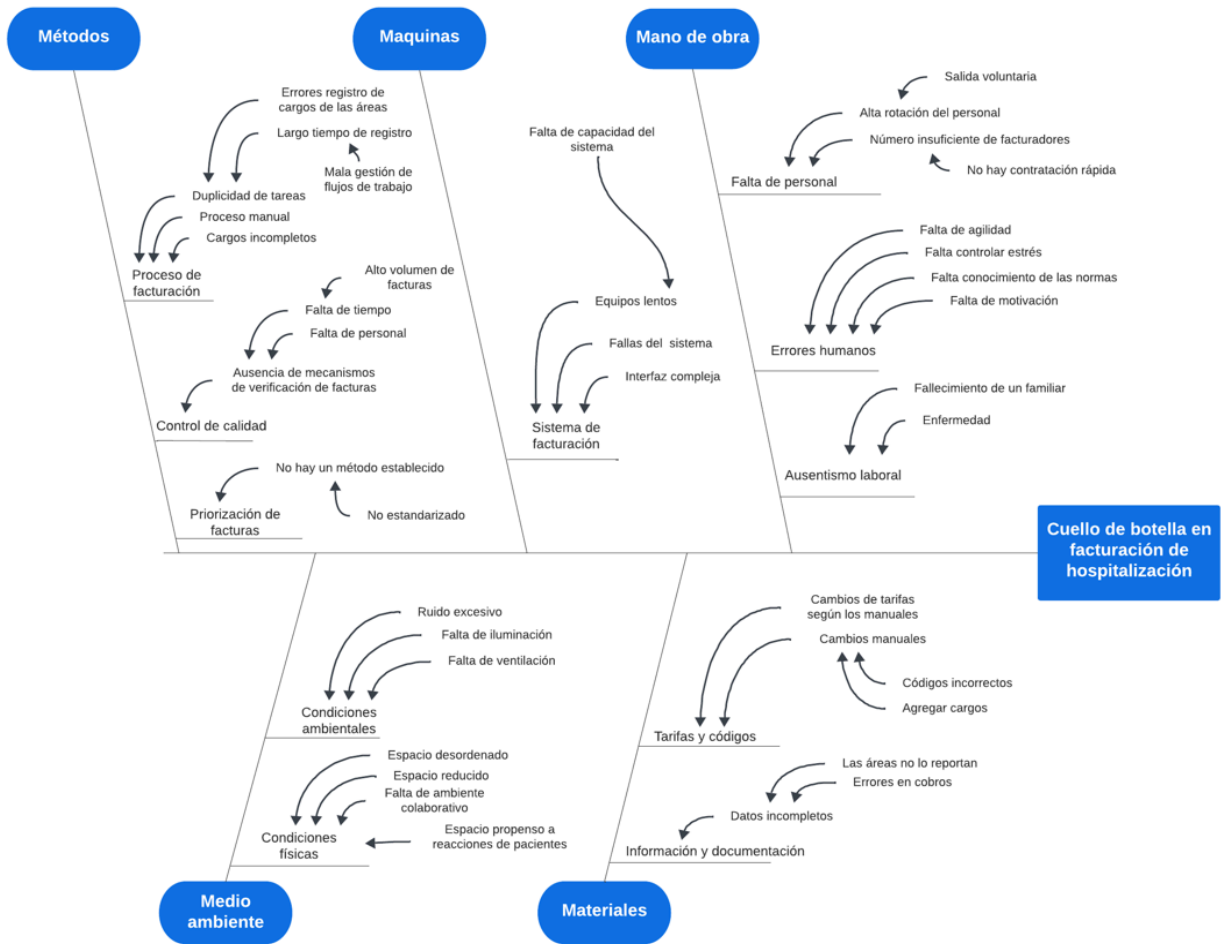 Métodos
Maquinas
Mano de obra
Errores registro de
cargos de las áreas
Largo tiempo de registro
Mala gestión de
flujos de trabajo
Duplicidad de tareas
Proceso manual
Cargos incompletos
Proceso de
facturación
Alto volumen de
facturas
Falta de tiempo
Falta de personal
Ausencia de mecanismos
de verificación de facturas
Control de calidad
No hay un método establecido
No estandarizado
Priorización de
facturas
Falta de capacidad del
sistema
Equipos lentos
Fallas del sistema
Interfaz compleja
Sistema de
facturación
Salida voluntaria
Alta rotación del personal
Número insuficiente de facturadores
No hay contratación rápida
Falta de personal
Falta de agilidad
Falta controlar estrés
Falta conocimiento de las normas
Falta de motivación
Errores humanos
Fallecimiento de un familiar
Enfermedad
Ausentismo laboral
Cuello de botella en
facturación de
hospitalización
Ruido excesivo
Falta de iluminación
Falta de ventilación
Condiciones
ambientales
Espacio desordenado
Espacio reducido
Falta de ambiente
colaborativo
Espacio propenso a
reacciones de pacientes
Condiciones
físicas
Cambios de tarifas
según los manuales
Cambios manuales
Códigos incorrectos
Agregar cargos
Tarifas y códigos
Las áreas no lo reportan
Errores en cobros
Datos incompletos
Información y documentación
Medio
ambiente
Materiales